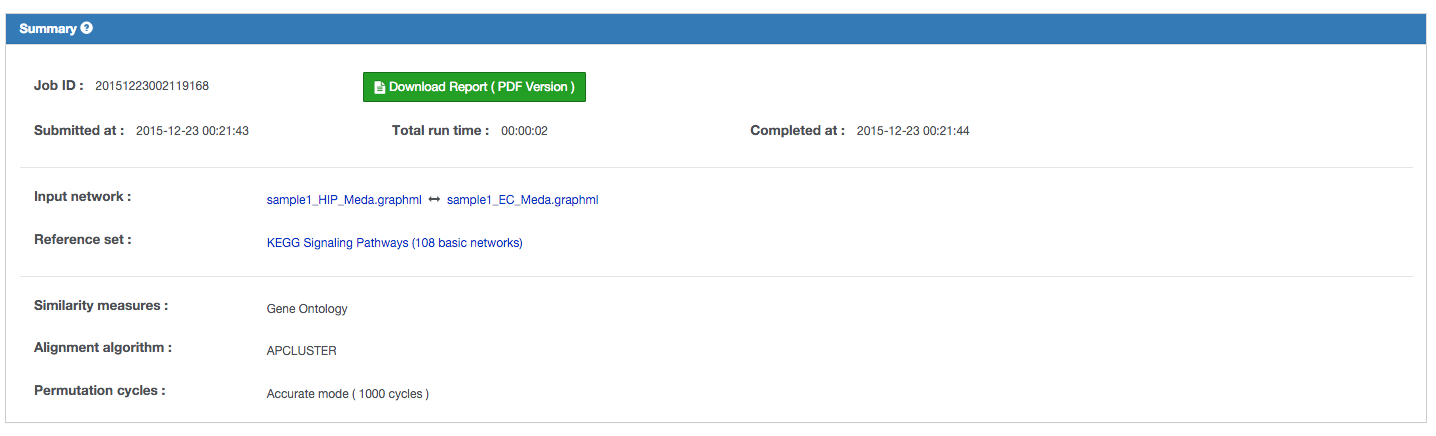 Summary ?
Job ID : 20151223002119168 Download Report ( PDF Version )
Submitted at : 2015-12-23 00:21:43 Total run time : 00:00:02 Completed at : 2015-12-23 00:21:44
Input network : sample1_HIP_Meda.graphml ↔ sample1_EC_Meda.graphml
Reference set : KEGG Signaling Pathways (108 basic networks)
Similarity measures : Gene Ontology
Alignment algorithm : APCLUSTER
Permutation cycles : Accurate mode ( 1000 cycles )